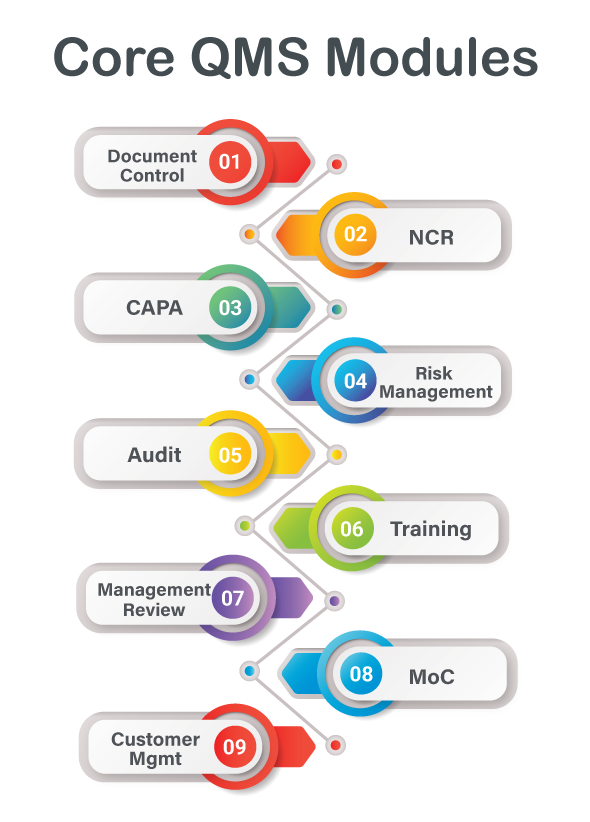 Core QMS Modules
Document
Control
01
02
NCR
CAPA
03
04
Risk
Management
Audit
05
06
Training
Management
Review
07
08
MoC
Customer
Mgmt
09